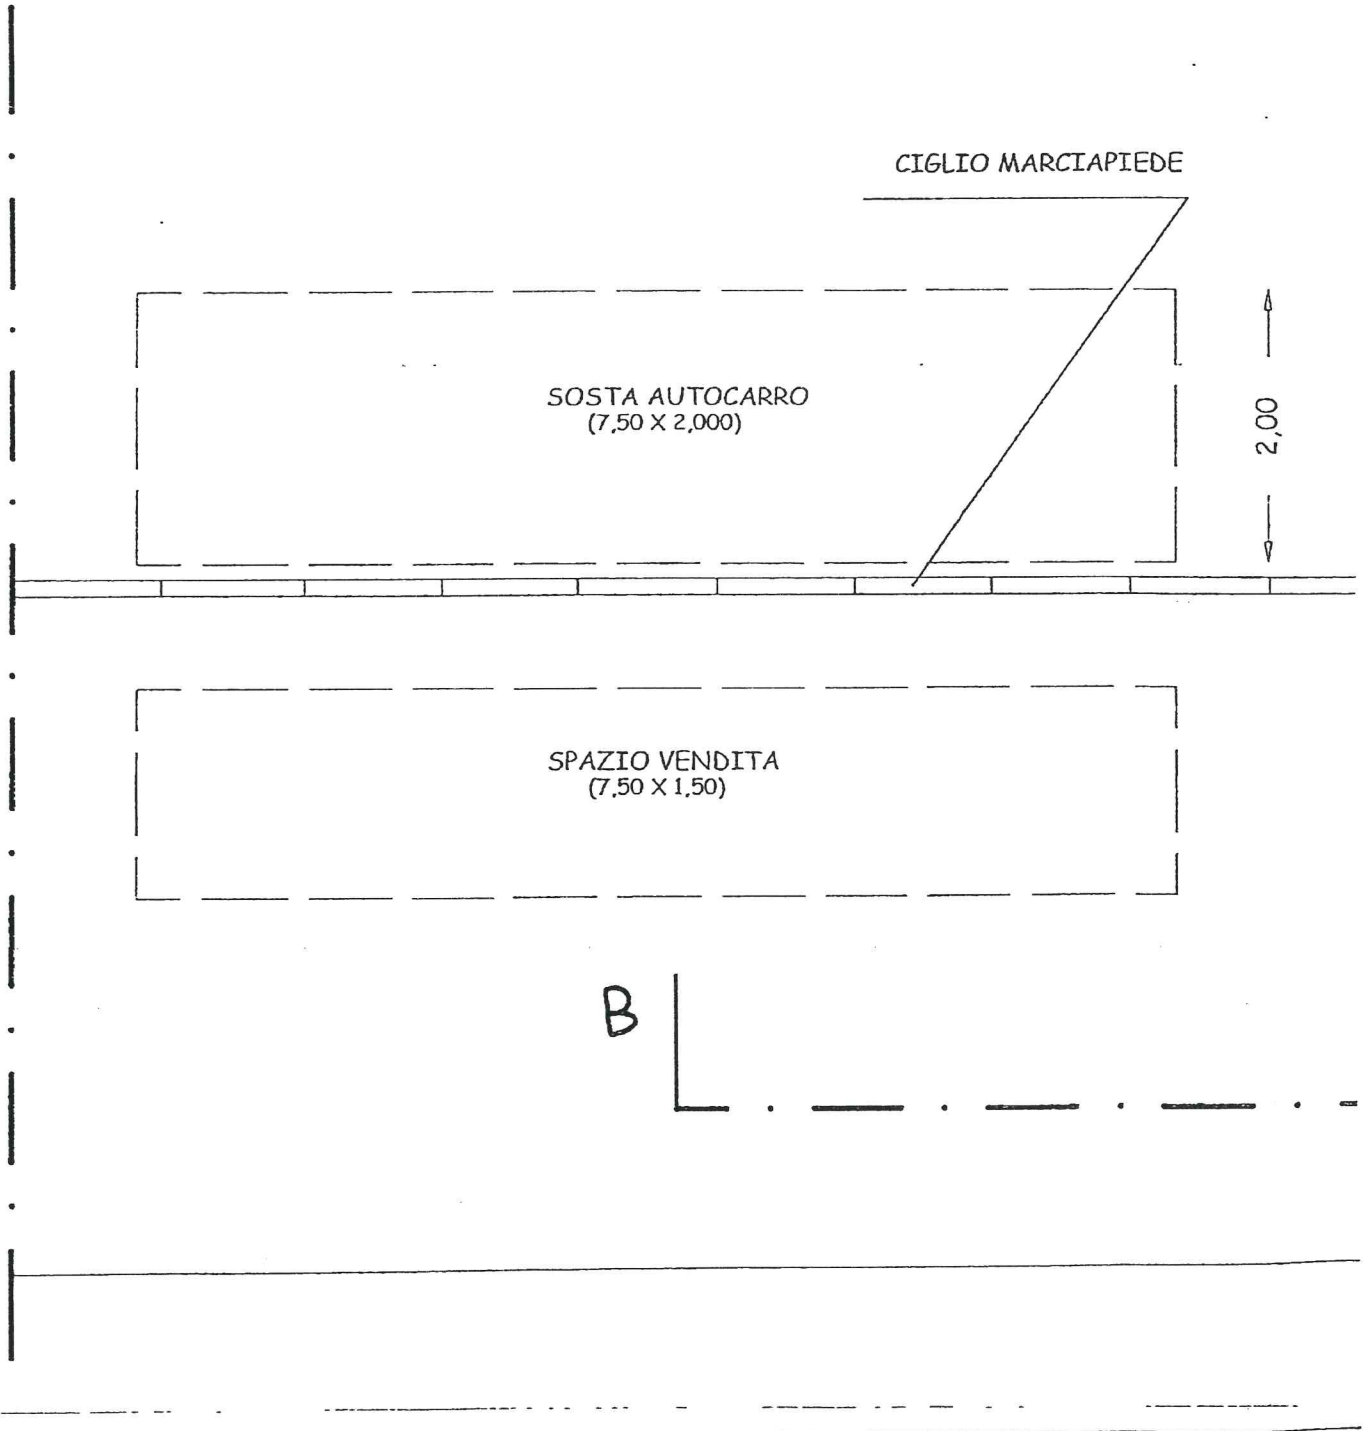 CIGLIO MARCIAPIEDE
SOSTA AUTOCARRO
(7,50 X 2,000)
2,00
SPAZIO VENDITA
(7,50 X 1,50)
B